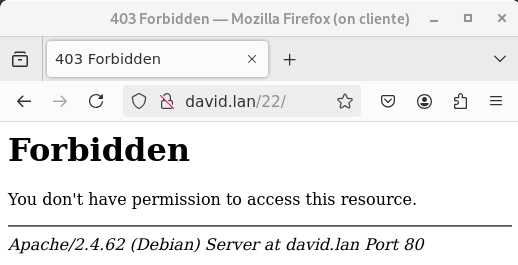 403 Forbidden — Mozilla Firefox (on cliente)
403 Forbidden
david.lan/22/
Forbidden
You don't have permission to access this resource.
Apache/2.4.62 (Debian) Server at david.lan Port 80